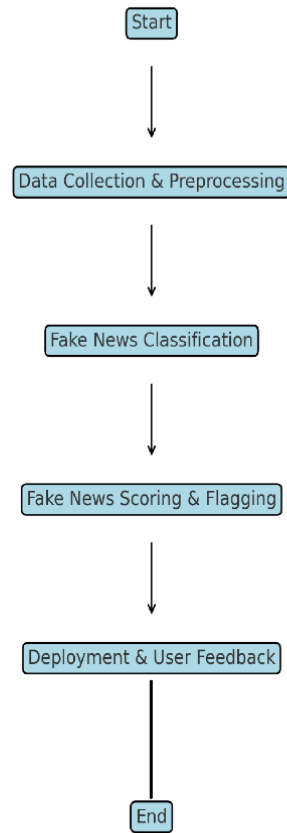 Start
Data Collection & Preprocessing
Fake News Classification
Fake News Scoring & Flagging
Deployment & User Feedback
End